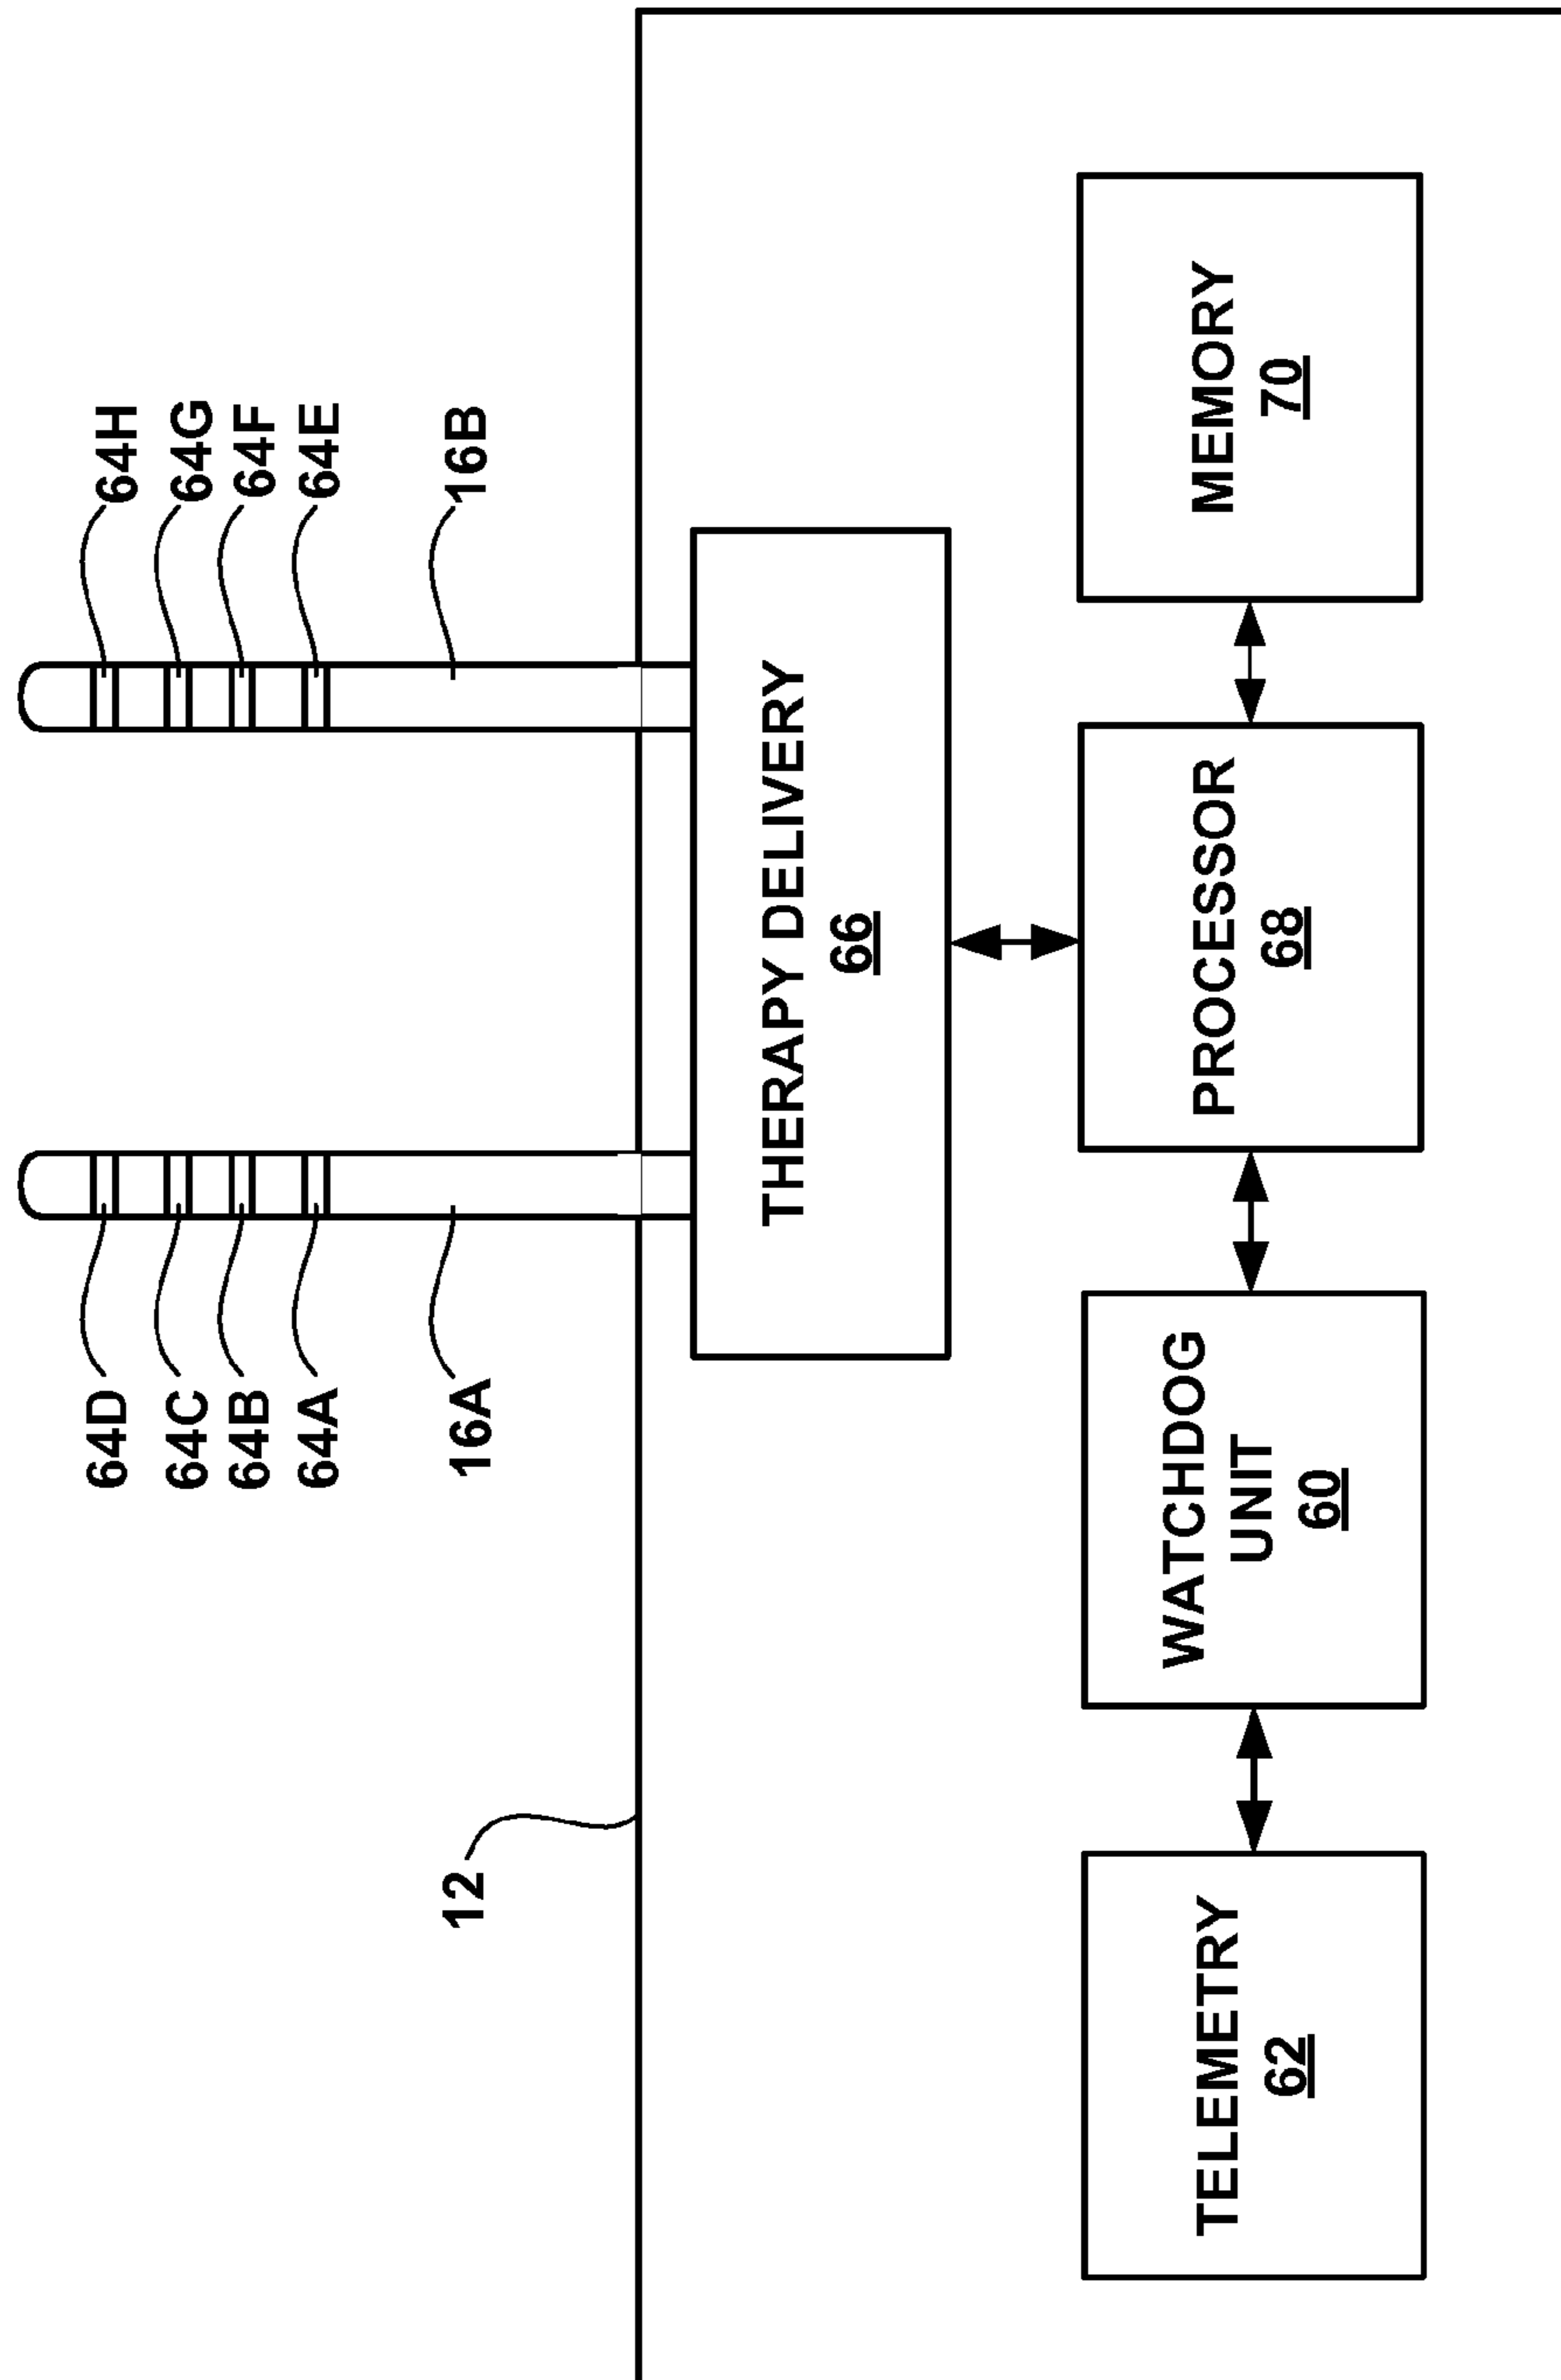 64D
64H
64C
64G
64B
64F
64A
64E
12
16A
16B
THERAPY DELIVERY
66
TELEMETRY
62
WATCHDOG
UNIT
60
PROCESSOR
68
MEMORY
70